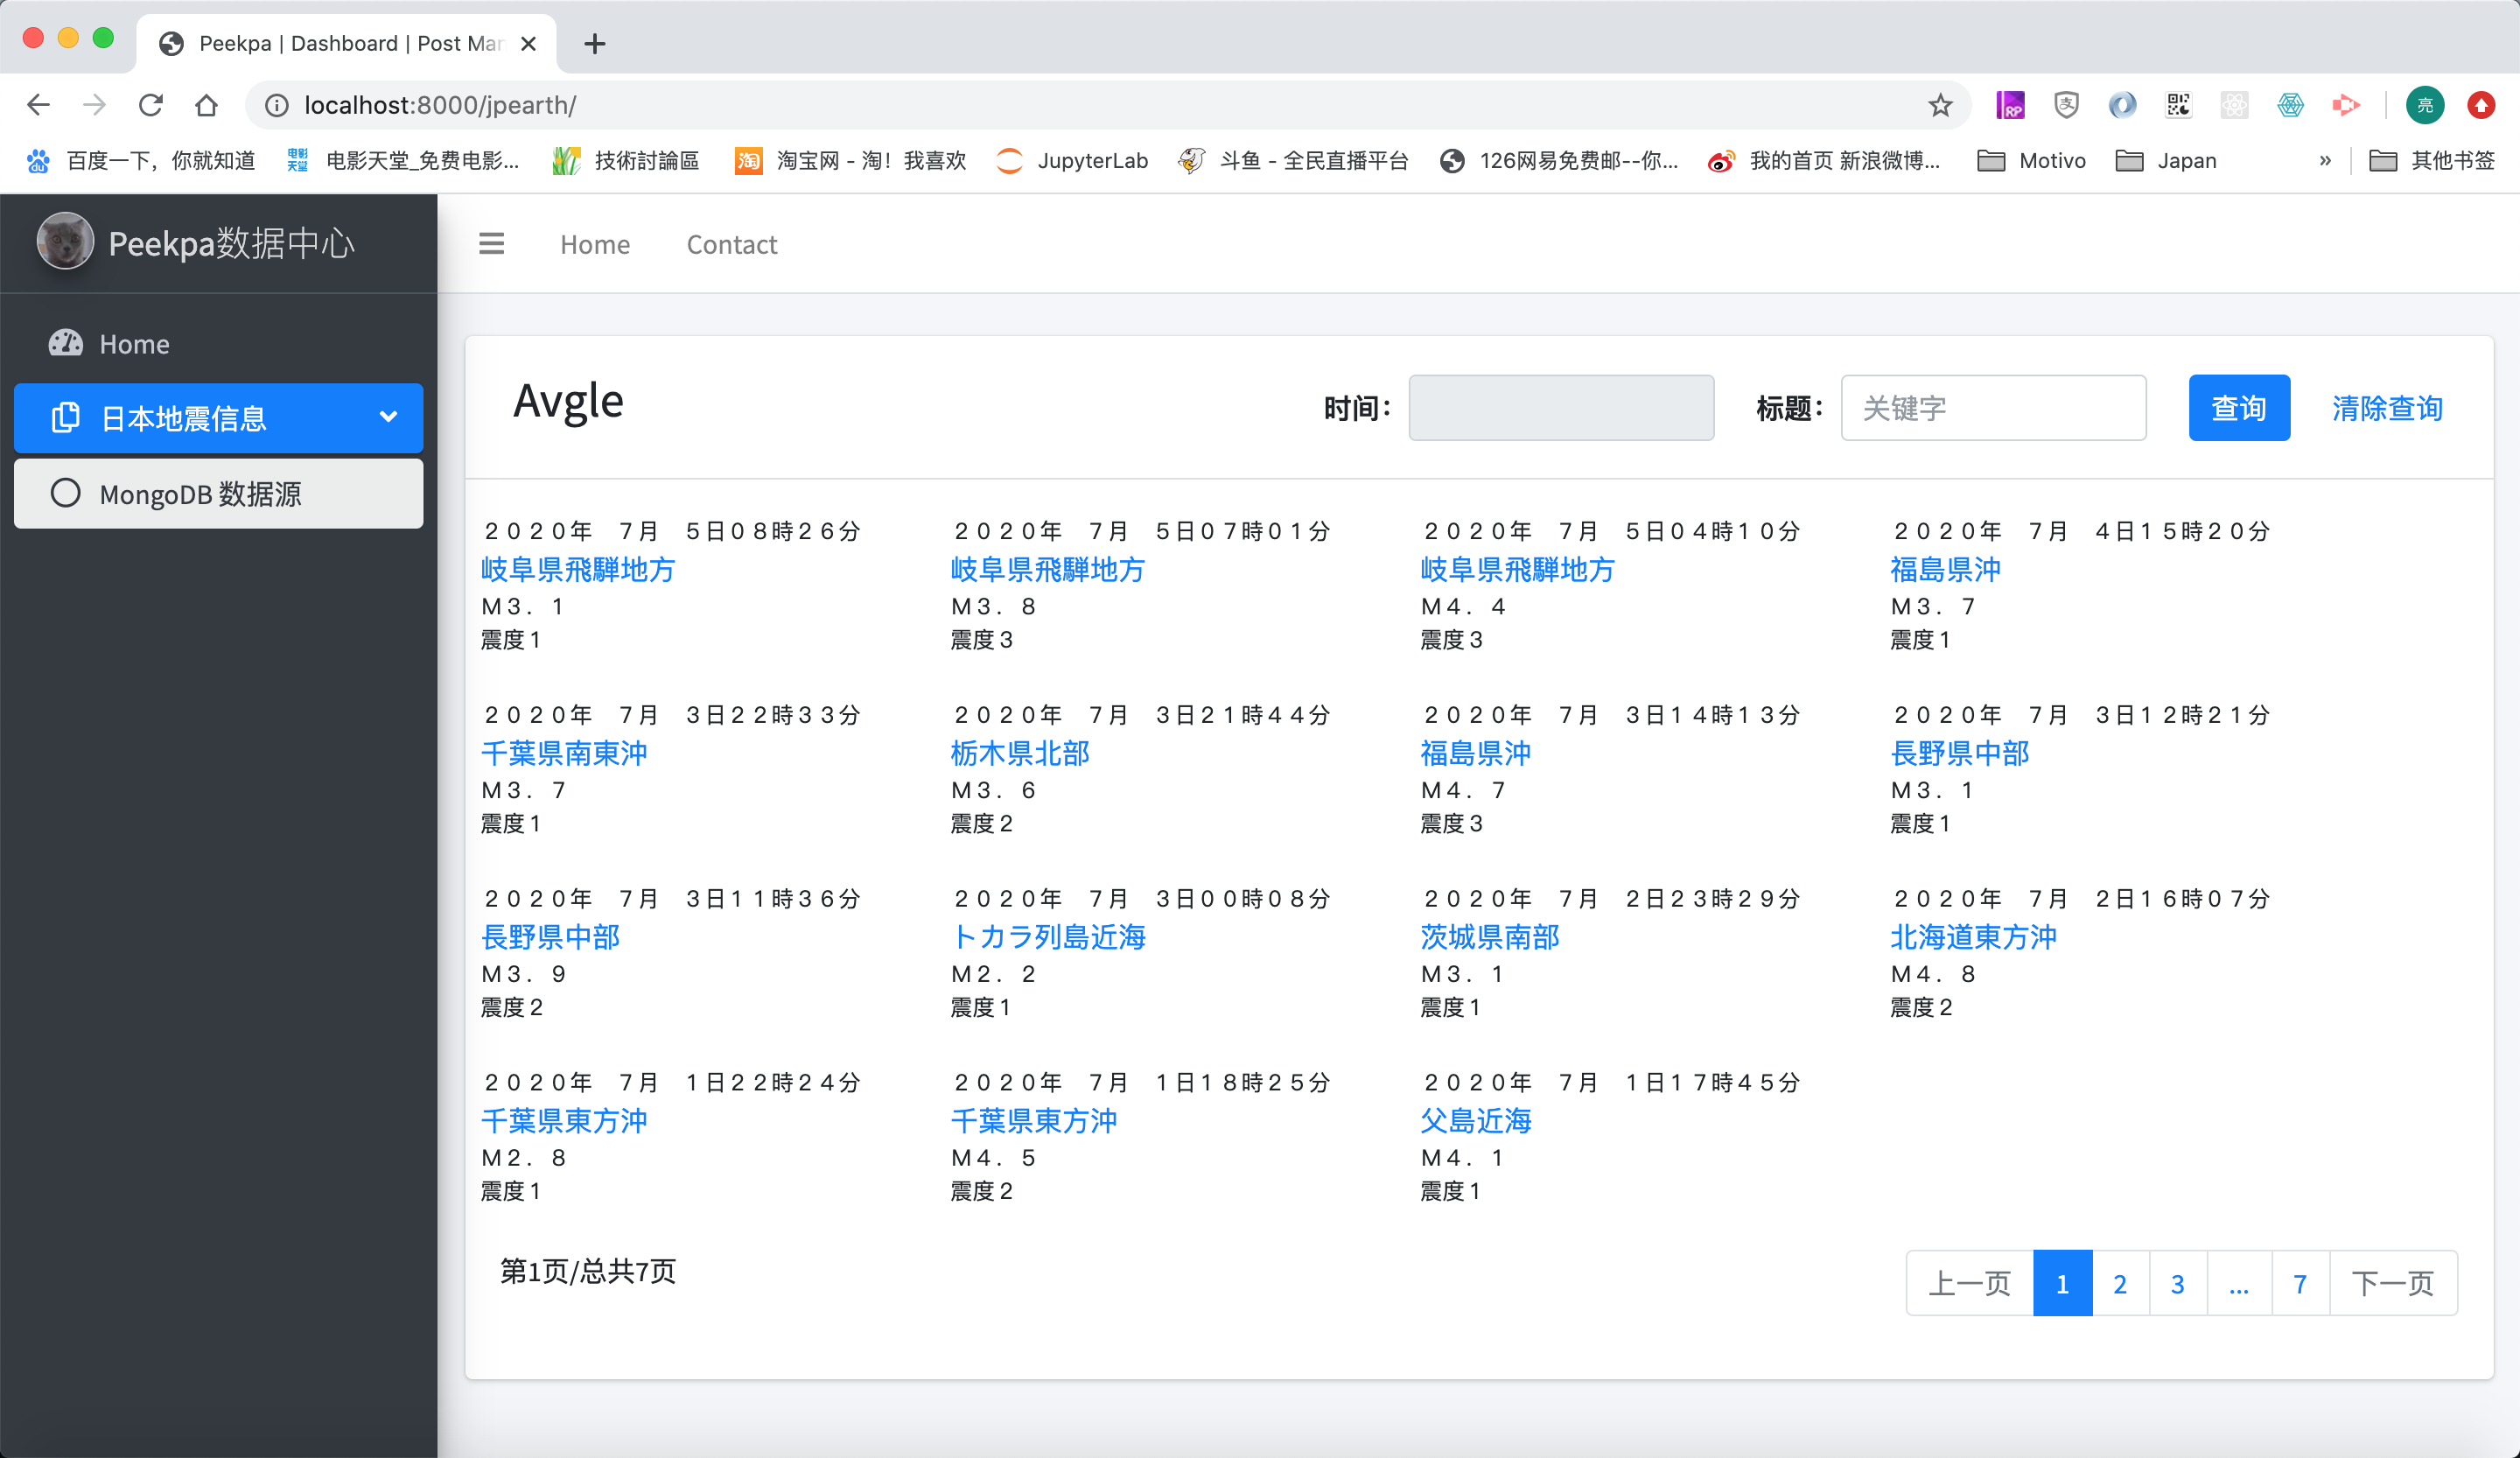 Peekpa | Dashboard | Post Man
localhost:8000/jpearth/
百度一下，你就知道 电影天堂_免费电影... 技術討論區 淘宝网 - 淘！我喜欢 JupyterLab 斗鱼 - 全民直播平台 126网易免费邮--你... 我的首页 新浪微博... Motivo Japan » 其他书签
Peekpa数据中心
Home
日本地震信息
MongoDB 数据源
Home Contact
Avgle 时间： 标题： 关键字 查询 清除查询
２０２０年　７月　５日０８時２６分 ２０２０年　７月　５日０７時０１分 ２０２０年　７月　５日０４時１０分 ２０２０年　７月　４日１５時２０分
岐阜県飛騨地方 岐阜県飛騨地方 岐阜県飛騨地方 福島県沖
Ｍ３．１ Ｍ３．８ Ｍ４．４ Ｍ３．７
震度１ 震度３ 震度３ 震度１
２０２０年　７月　３日２２時３３分 ２０２０年　７月　３日２１時４４分 ２０２０年　７月　３日１４時１３分 ２０２０年　７月　３日１２時２１分
千葉県南東沖 栃木県北部 福島県沖 長野県中部
Ｍ３．７ Ｍ３．６ Ｍ４．７ Ｍ３．１
震度１ 震度２ 震度３ 震度１
２０２０年　７月　３日１１時３６分 ２０２０年　７月　３日００時０８分 ２０２０年　７月　２日２３時２９分 ２０２０年　７月　２日１６時０７分
長野県中部 トカラ列島近海 茨城県南部 北海道東方沖
Ｍ３．９ Ｍ２．２ Ｍ３．１ Ｍ４．８
震度２ 震度１ 震度１ 震度２
２０２０年　７月　１日２２時２４分 ２０２０年　７月　１日１８時２５分 ２０２０年　７月　１日１７時４５分
千葉県東方沖 千葉県東方沖 父島近海
Ｍ２．８ Ｍ４．５ Ｍ４．１
震度１ 震度２ 震度１
第1页/总共7页 上一页 1 2 3 ... 7 下一页